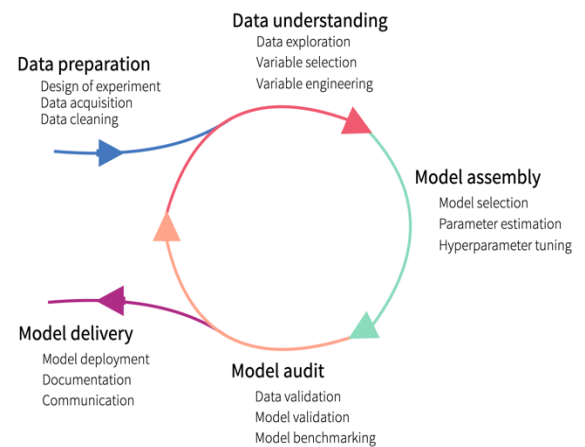 Data understanding
Data exploration
Variable selection
Variable engineering
Data preparation
Design of experiment
Data acquisition
Data cleaning
Model assembly
Model selection
Parameter estimation
Hyperparameter tuning
Model delivery
Model deployment
Documentation
Communication
Model audit
Data validation
Model validation
Model benchmarking